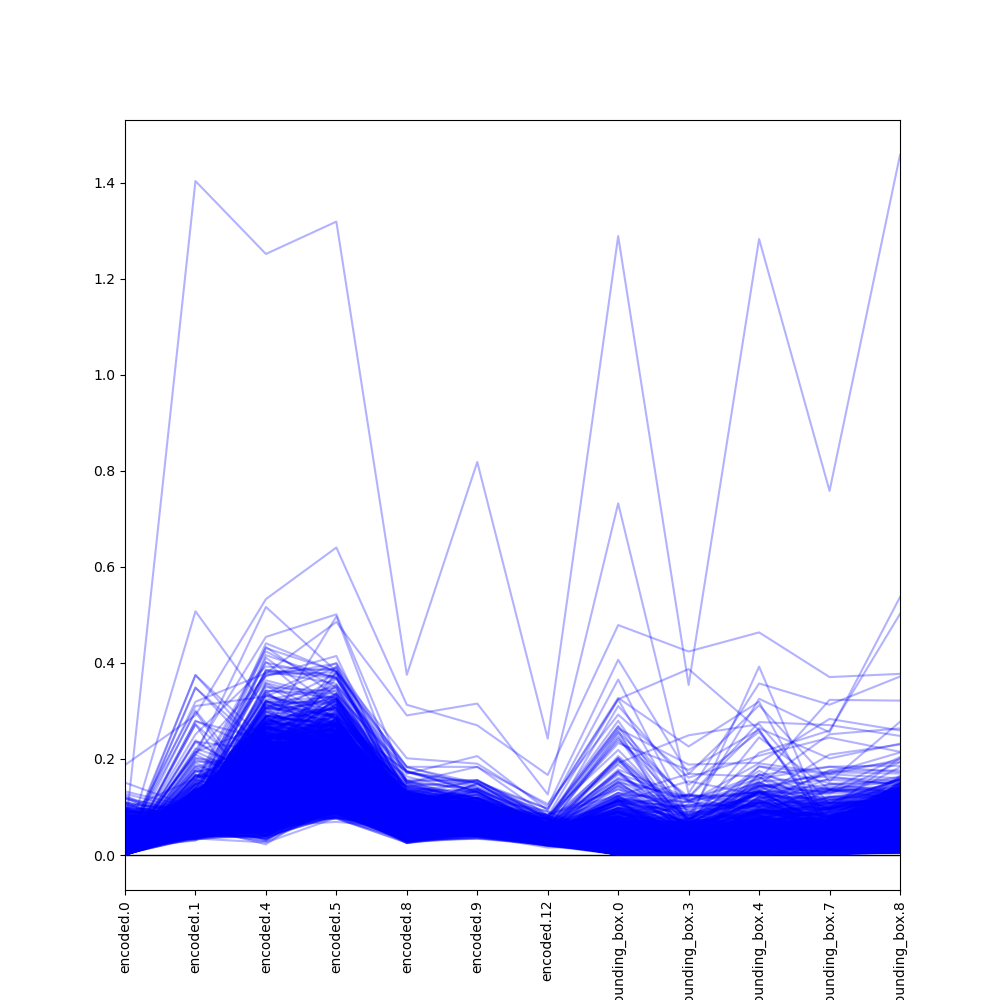 1.4
1.2
1.0
0.8
0.6
0.4
0.2
0.0
encoded.0
encoded.1
encoded.4
encoded.5
encoded.8
encoded.9
encoded.12
ounding_box.0
ounding_box.3
ounding_box.4
ounding_box.7
ounding_box.8